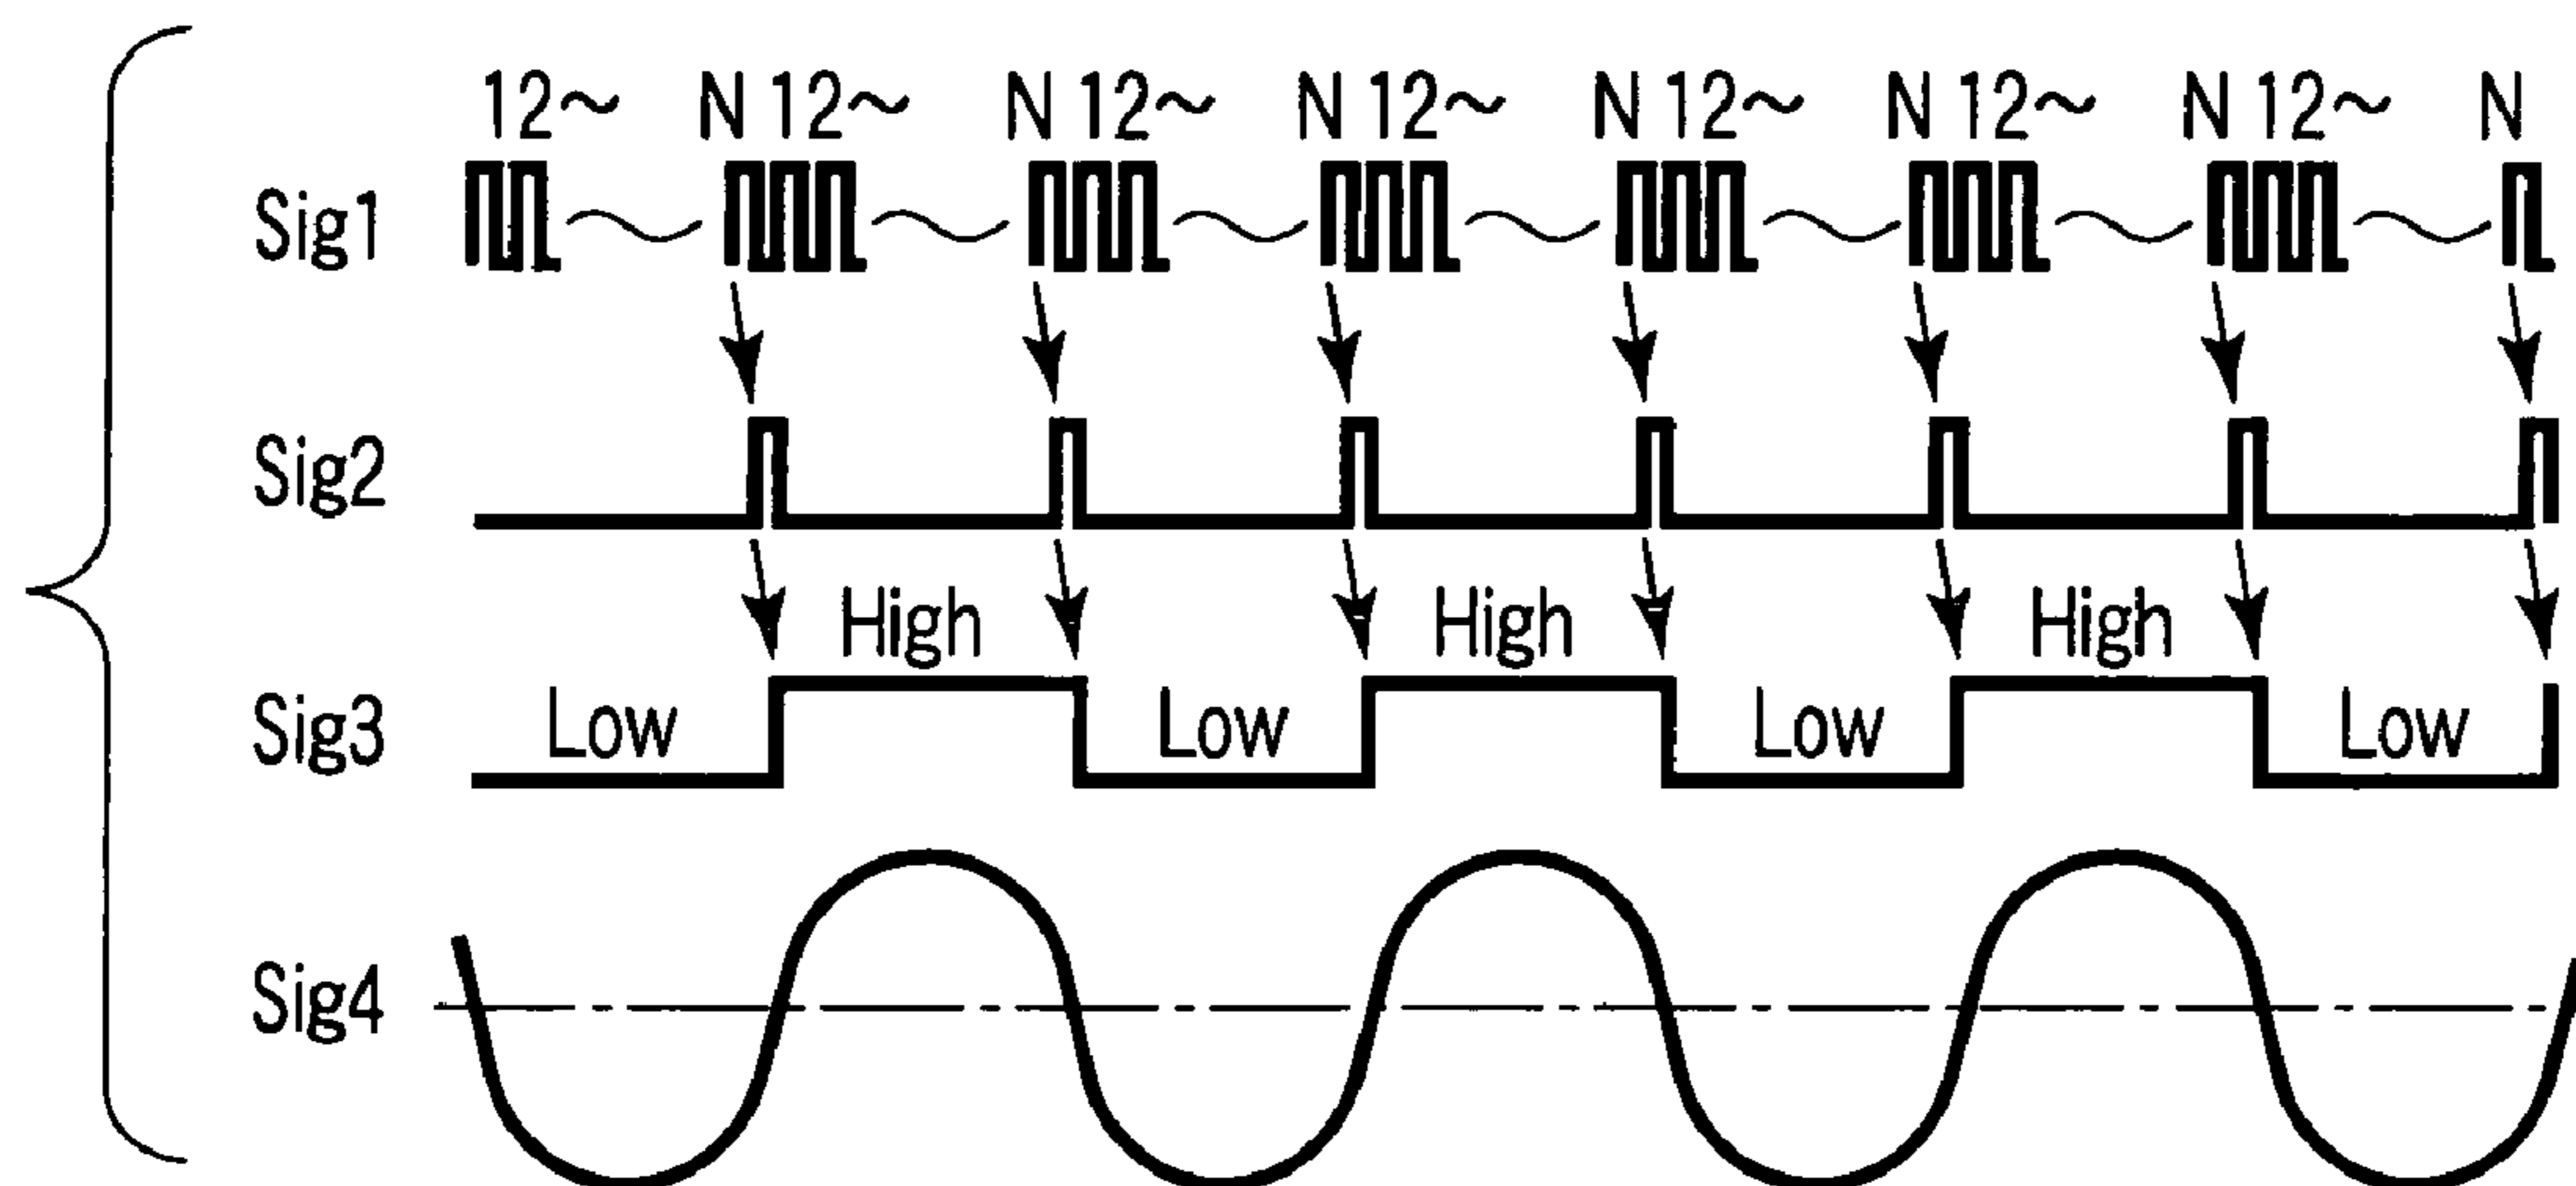 12～ N 12～ N 12～ N 12～ N 12～ N 12～ N 12～ N
Sig1
Sig2
High High High
Sig3 Low Low Low Low
Sig4